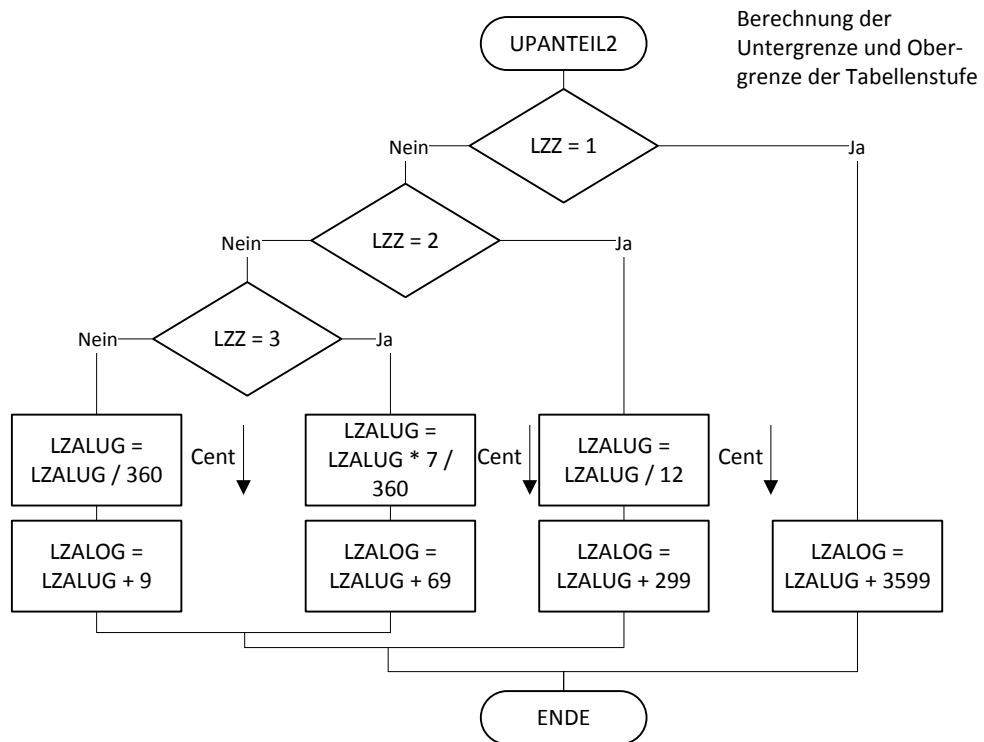 UPANTEIL2
Berechnung der
Untergrenze und Ober-
grenze der Tabellenstufe
LZZ = 1
Nein
Ja
LZZ = 2
Nein
Ja
LZZ = 3
Nein
Ja
LZALUG =
LZALUG / 360
Cent
LZALUG =
LZALUG * 7 /
360
Cent
LZALUG =
LZALUG / 12
Cent
LZALOG =
LZALUG + 9
LZALOG =
LZALUG + 69
LZALOG =
LZALUG + 299
LZALOG =
LZALUG + 3599
ENDE